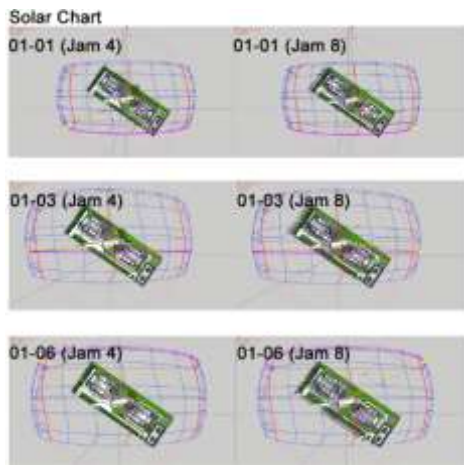 Solar Chart
01-01 (Jam 4)
01-01 (Jam 8)
01-03 (Jam 4)
01-03 (Jam 8)
01-06 (Jam 4)
01-06 (Jam 8)